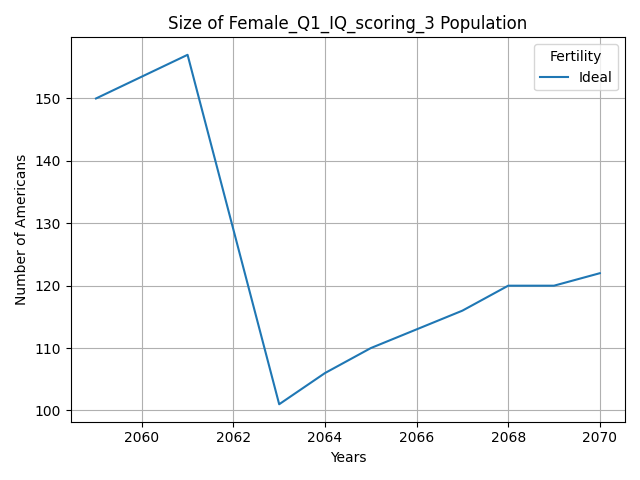 Size of Female_Q1_IQ_scoring_3 Population
Fertility
Ideal
Number of Americans
150
140
130
120
110
100
2060 2062 2064 2066 2068 2070
Years